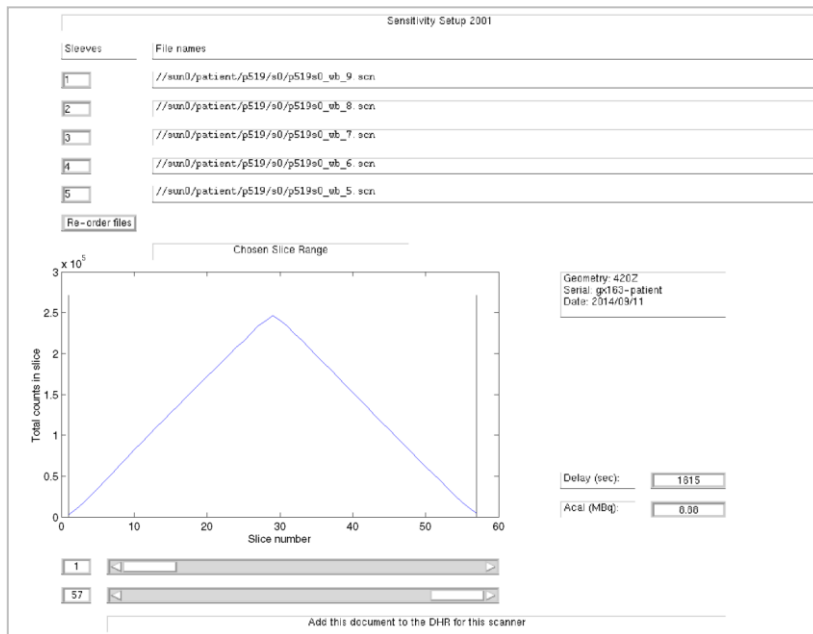 Sensitivity Setup 2001
Sleeves File names
1 //sun0/patient/p519/s0/p519s0_wb_9.scn
2 //sun0/patient/p519/s0/p519s0_wb_8.scn
3 //sun0/patient/p519/s0/p519s0_wb_7.scn
4 //sun0/patient/p519/s0/p519s0_wb_6.scn
5 //sun0/patient/p519/s0/p519s0_wb_5.scn
Re-order files
Chosen Slice Range
x 10^5
3
2.5
2
1.5
1
0.5
0
Total counts in slice
0 10 20 30 40 50 60
Slice number
Geometry: 420Z
Serial: gx163-patient
Date: 2014/09/11
Delay (sec): 1615
Acal (MBq):
1
57
Add this document to the DHR for this scanner